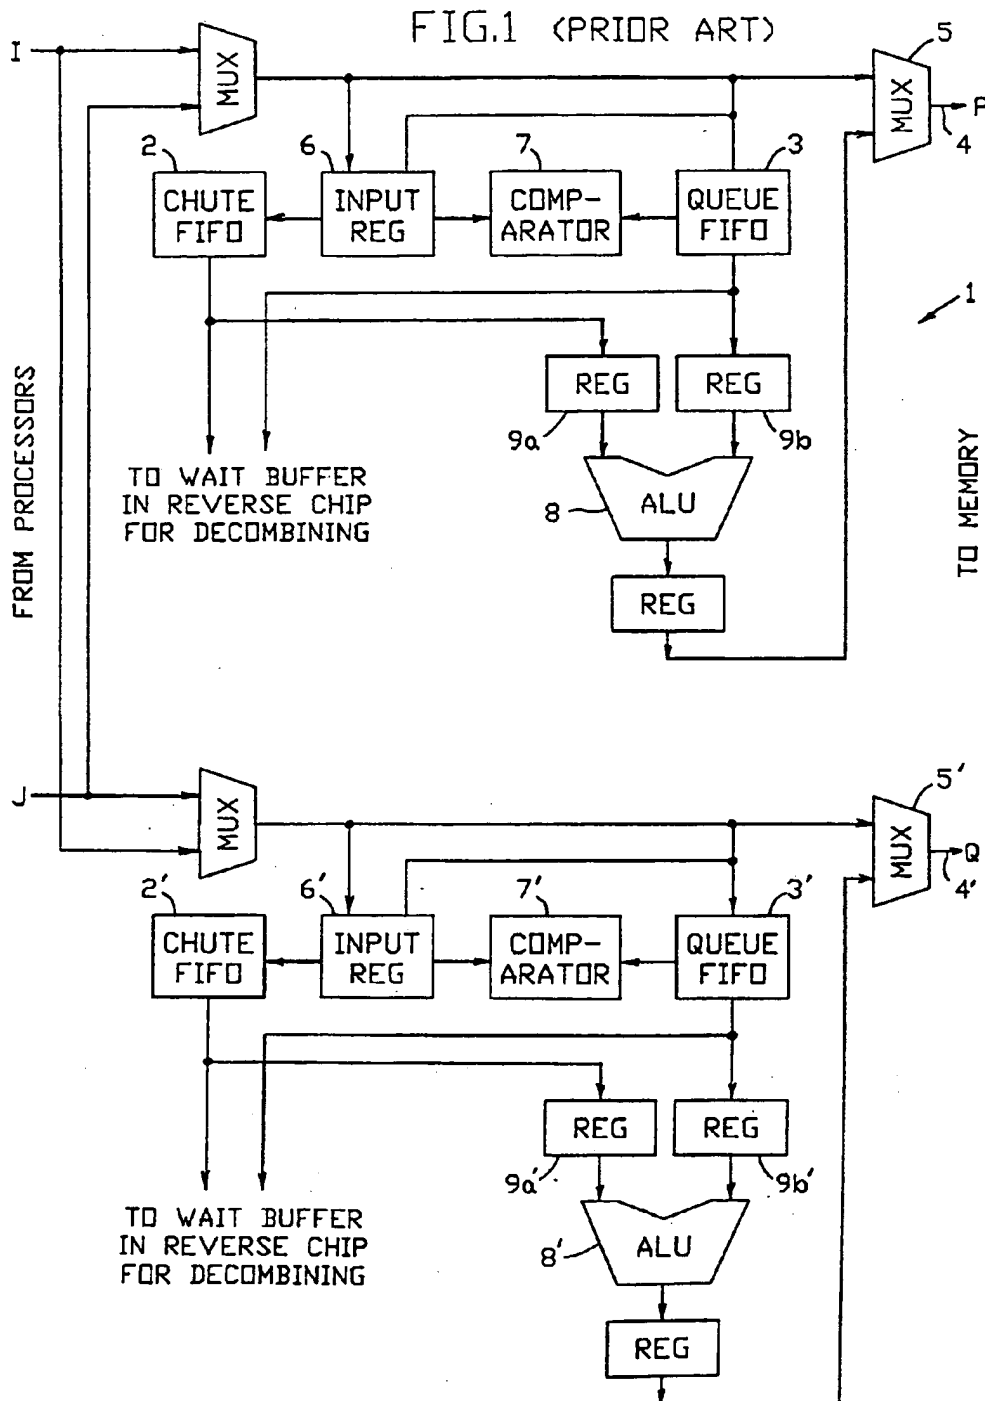 FIG.1 (PRIOR ART)
I
MUX
5
MUX
P
4
2
6
7
3
CHUTE
FIFO
INPUT
REG
COMP-
ARATOR
QUEUE
FIFO
1
FROM PROCESSORS
REG
REG
9a
9b
TO WAIT BUFFER
IN REVERSE CHIP
FOR DECOMBINING
8
ALU
TO MEMORY
REG
J
MUX
5'
MUX
Q
4'
2'
6'
7'
3'
CHUTE
FIFO
INPUT
REG
COMP-
ARATOR
QUEUE
FIFO
REG
REG
9a'
9b'
TO WAIT BUFFER
IN REVERSE CHIP
FOR DECOMBINING
8'
ALU
REG